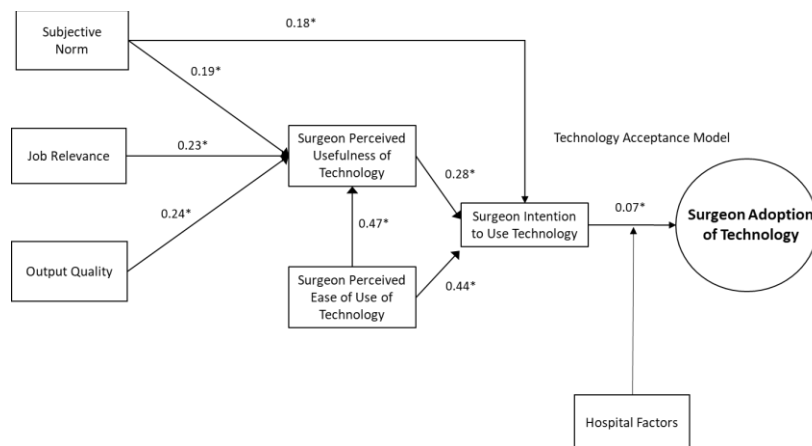 Subjective
Norm
0.18*
0.19*
Job Relevance
0.23*
Surgeon Perceived
Usefulness of
Technology
Technology Acceptance Model
0.28*
0.24*
Surgeon Intention
to Use Technology
0.07*
Surgeon Adoption
of Technology
0.47*
Output Quality
Surgeon Perceived
Ease of Use of
Technology
0.44*
Hospital Factors